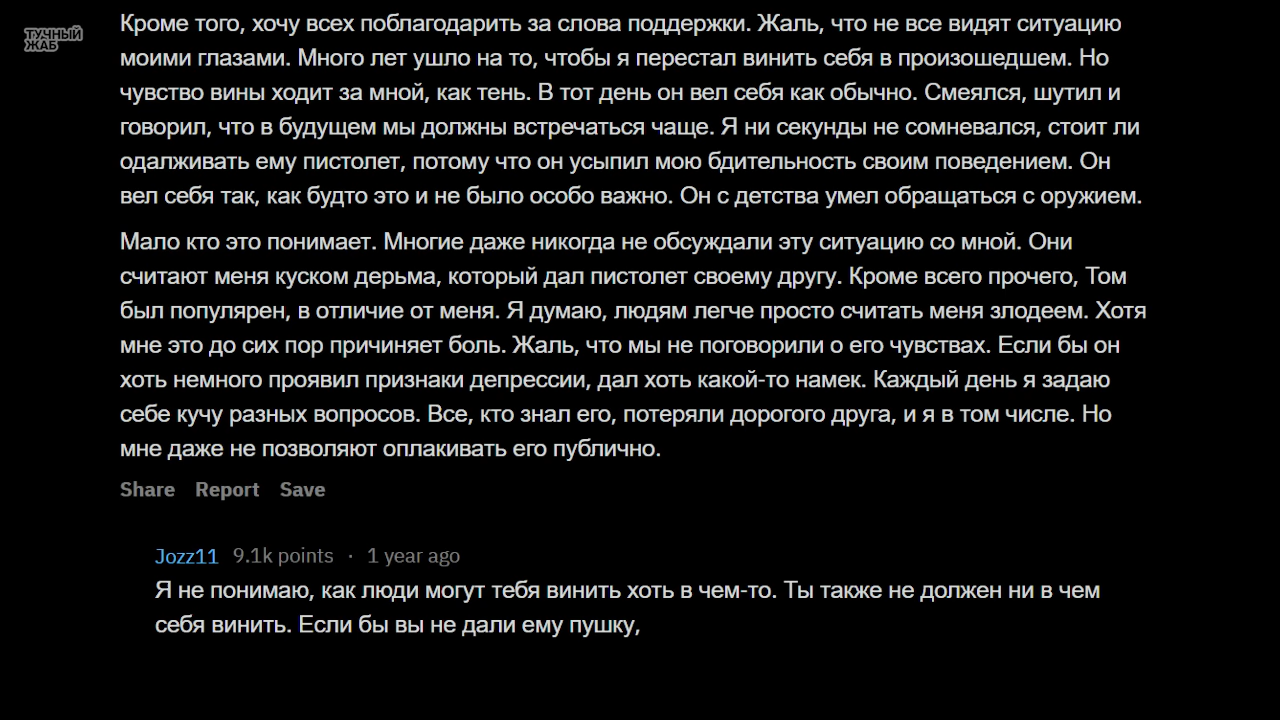 ТУЧНЫЙ
ЖАБ
Кроме того, хочу всех поблагодарить за слова поддержки. Жаль, что не все видят ситуацию
моими глазами. Много лет ушло на то, чтобы я перестал винить себя в произошедшем. Но
чувство вины ходит за мной, как тень. В тот день он вел себя как обычно. Смеялся, шутил и
говорил, что в будущем мы должны встречаться чаще. Я ни секунды не сомневался, стоит ли
одалживать ему пистолет, потому что он усыпил мою бдительность своим поведением. Он
вел себя так, как будто это и не было особо важно. Он с детства умел обращаться с оружием.
Мало кто это понимает. Многие даже никогда не обсуждали эту ситуацию со мной. Они
считают меня куском дерьма, который дал пистолет своему другу. Кроме всего прочего, Том
был популярен, в отличие от меня. Я думаю, людям легче просто считать меня злодеем. Хотя
мне это до сих пор причиняет боль. Жаль, что мы не поговорили о его чувствах. Если бы он
хоть немного проявил признаки депрессии, дал хоть какой-то намек. Каждый день я задаю
себе кучу разных вопросов. Все, кто знал его, потеряли дорогого друга, и я в том числе. Но
мне даже не позволяют оплакивать его публично.
Share Report Save
Jozz11 9.1k points · 1 year ago
Я не понимаю, как люди могут тебя винить хоть в чем-то. Ты также не должен ни в чем
себя винить. Если бы вы не дали ему пушку,